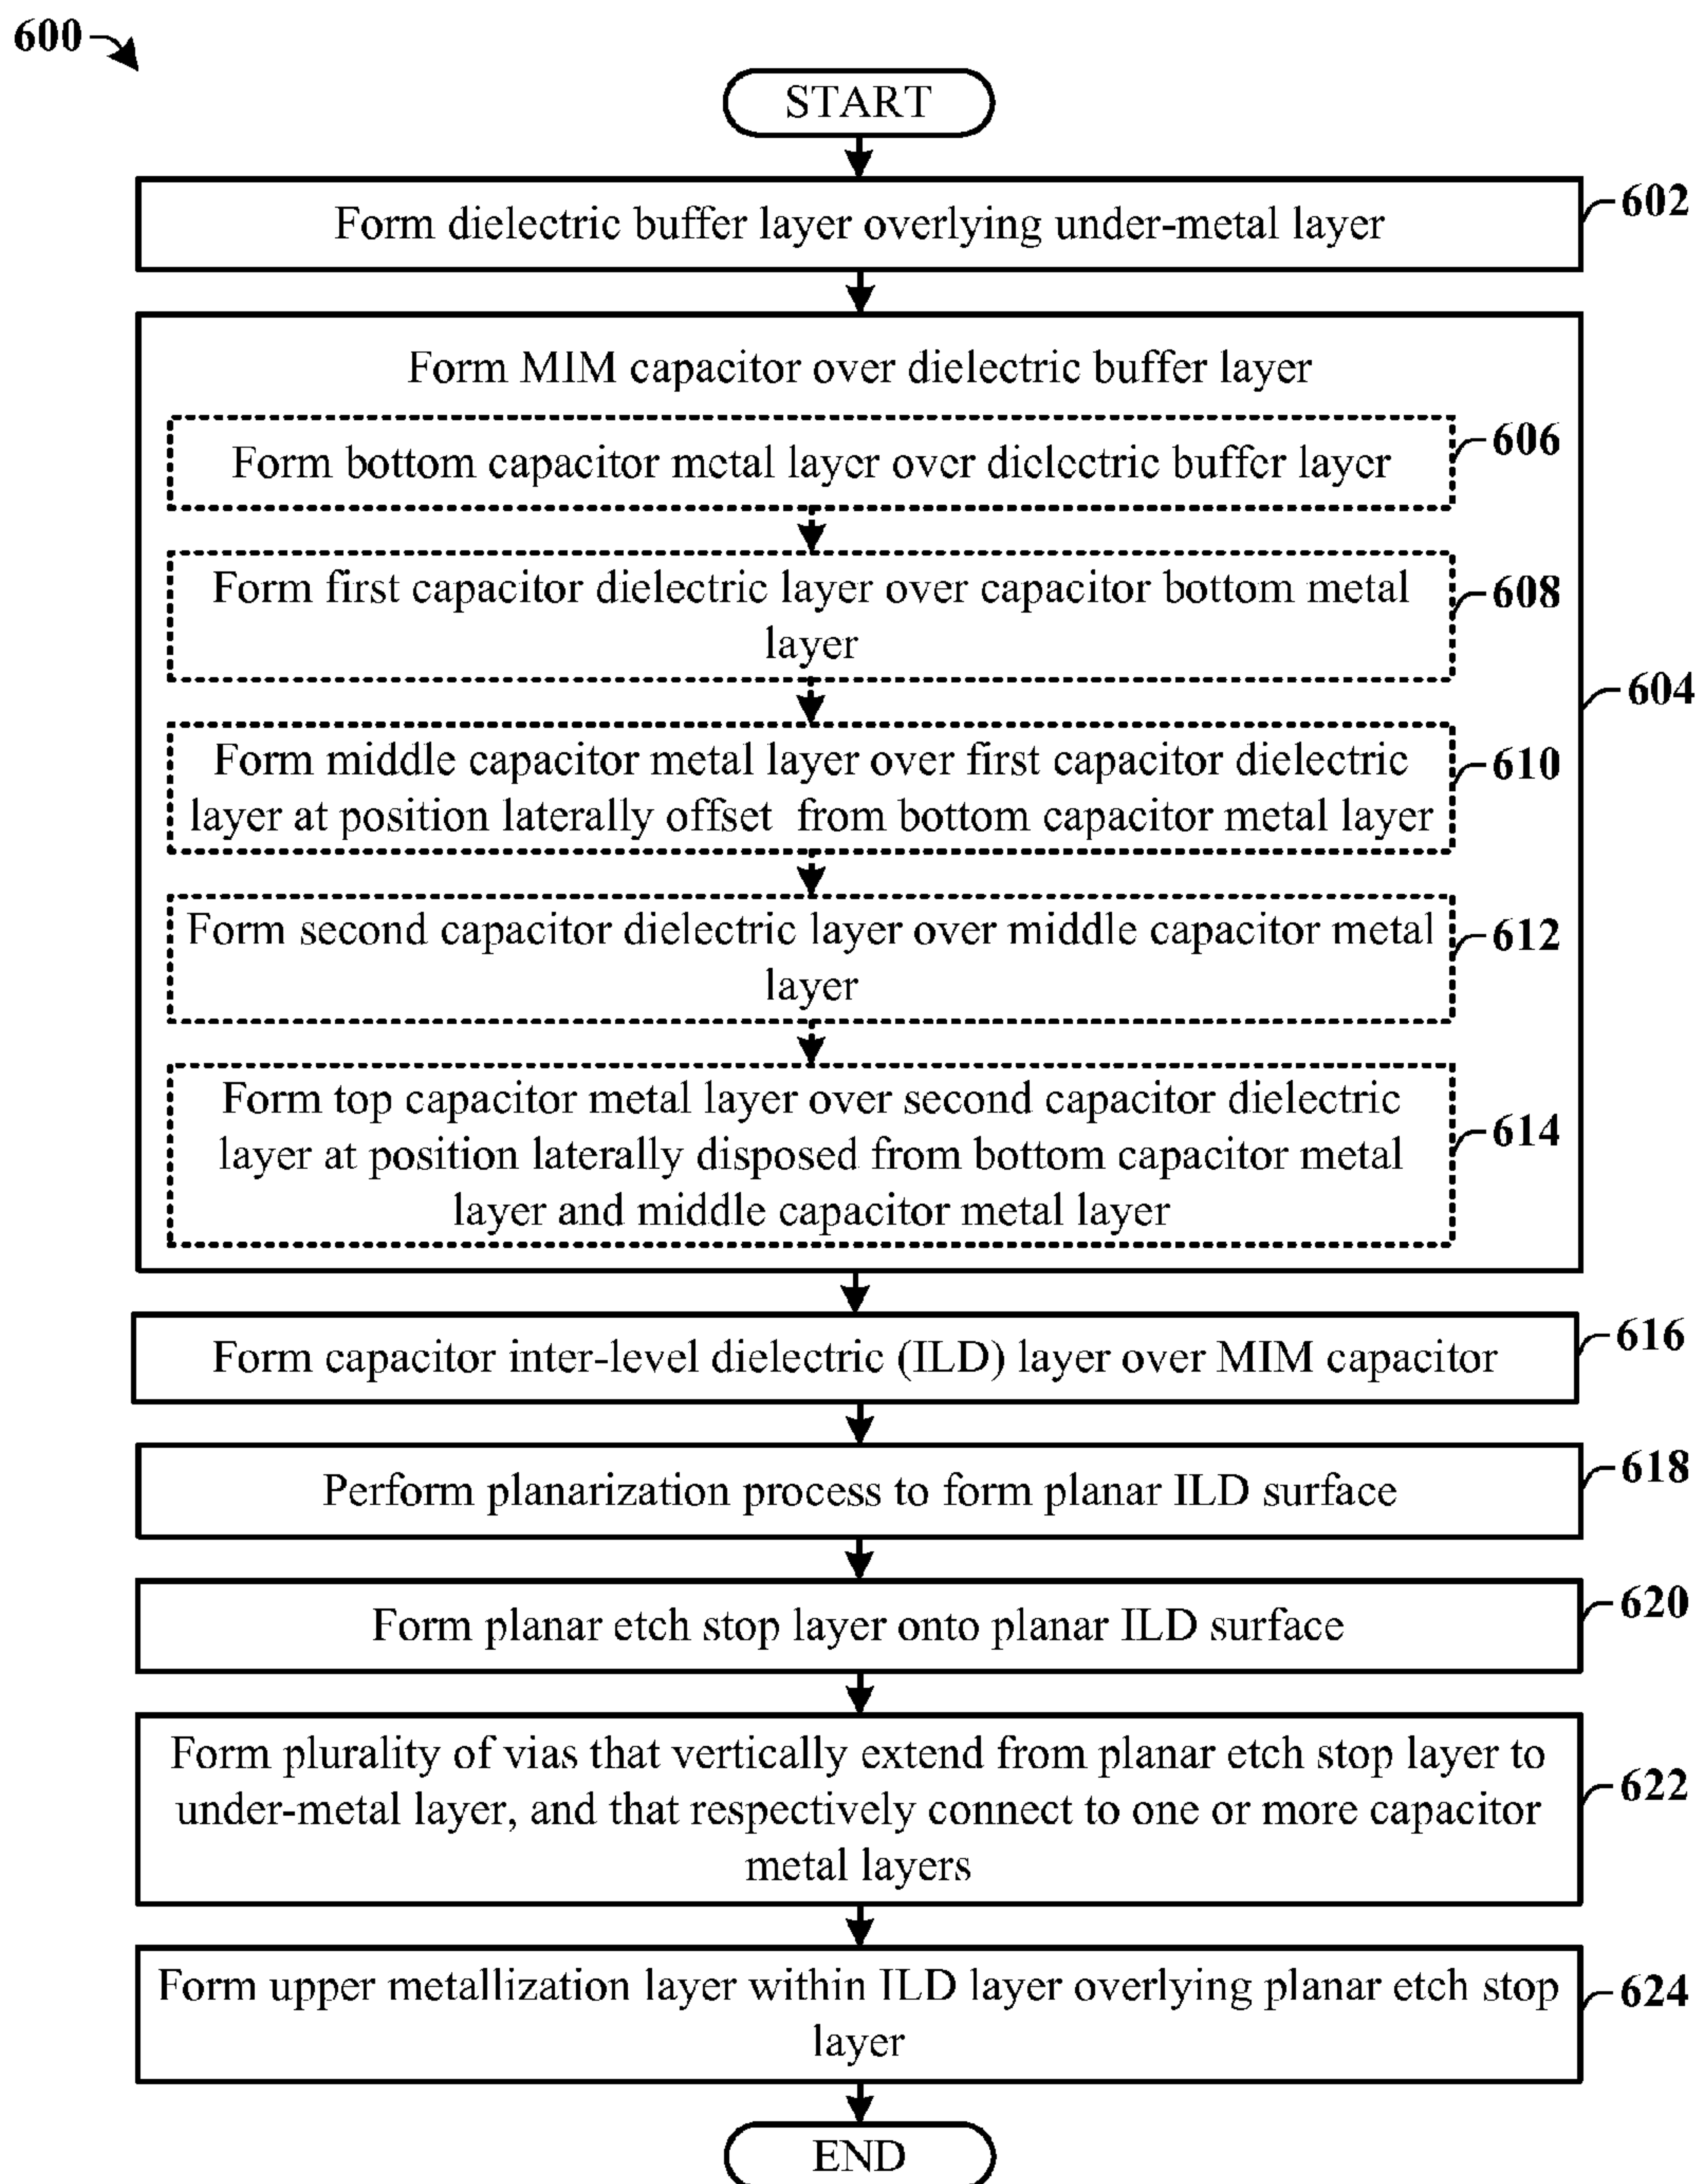 600
START
Form dielectric buffer layer overlying under-metal layer
602
Form MIM capacitor over dielectric buffer layer
Form bottom capacitor metal layer over dielectric buffer layer
606
Form first capacitor dielectric layer over capacitor bottom metal
layer
608
604
Form middle capacitor metal layer over first capacitor dielectric
layer at position laterally offset from bottom capacitor metal layer
610
Form second capacitor dielectric layer over middle capacitor metal
layer
612
Form top capacitor metal layer over second capacitor dielectric
layer at position laterally disposed from bottom capacitor metal
layer and middle capacitor metal layer
614
Form capacitor inter-level dielectric (ILD) layer over MIM capacitor
616
Perform planarization process to form planar ILD surface
618
Form planar etch stop layer onto planar ILD surface
620
Form plurality of vias that vertically extend from planar etch stop layer to
under-metal layer, and that respectively connect to one or more capacitor
metal layers
622
Form upper metallization layer within ILD layer overlying planar etch stop
layer
624
END